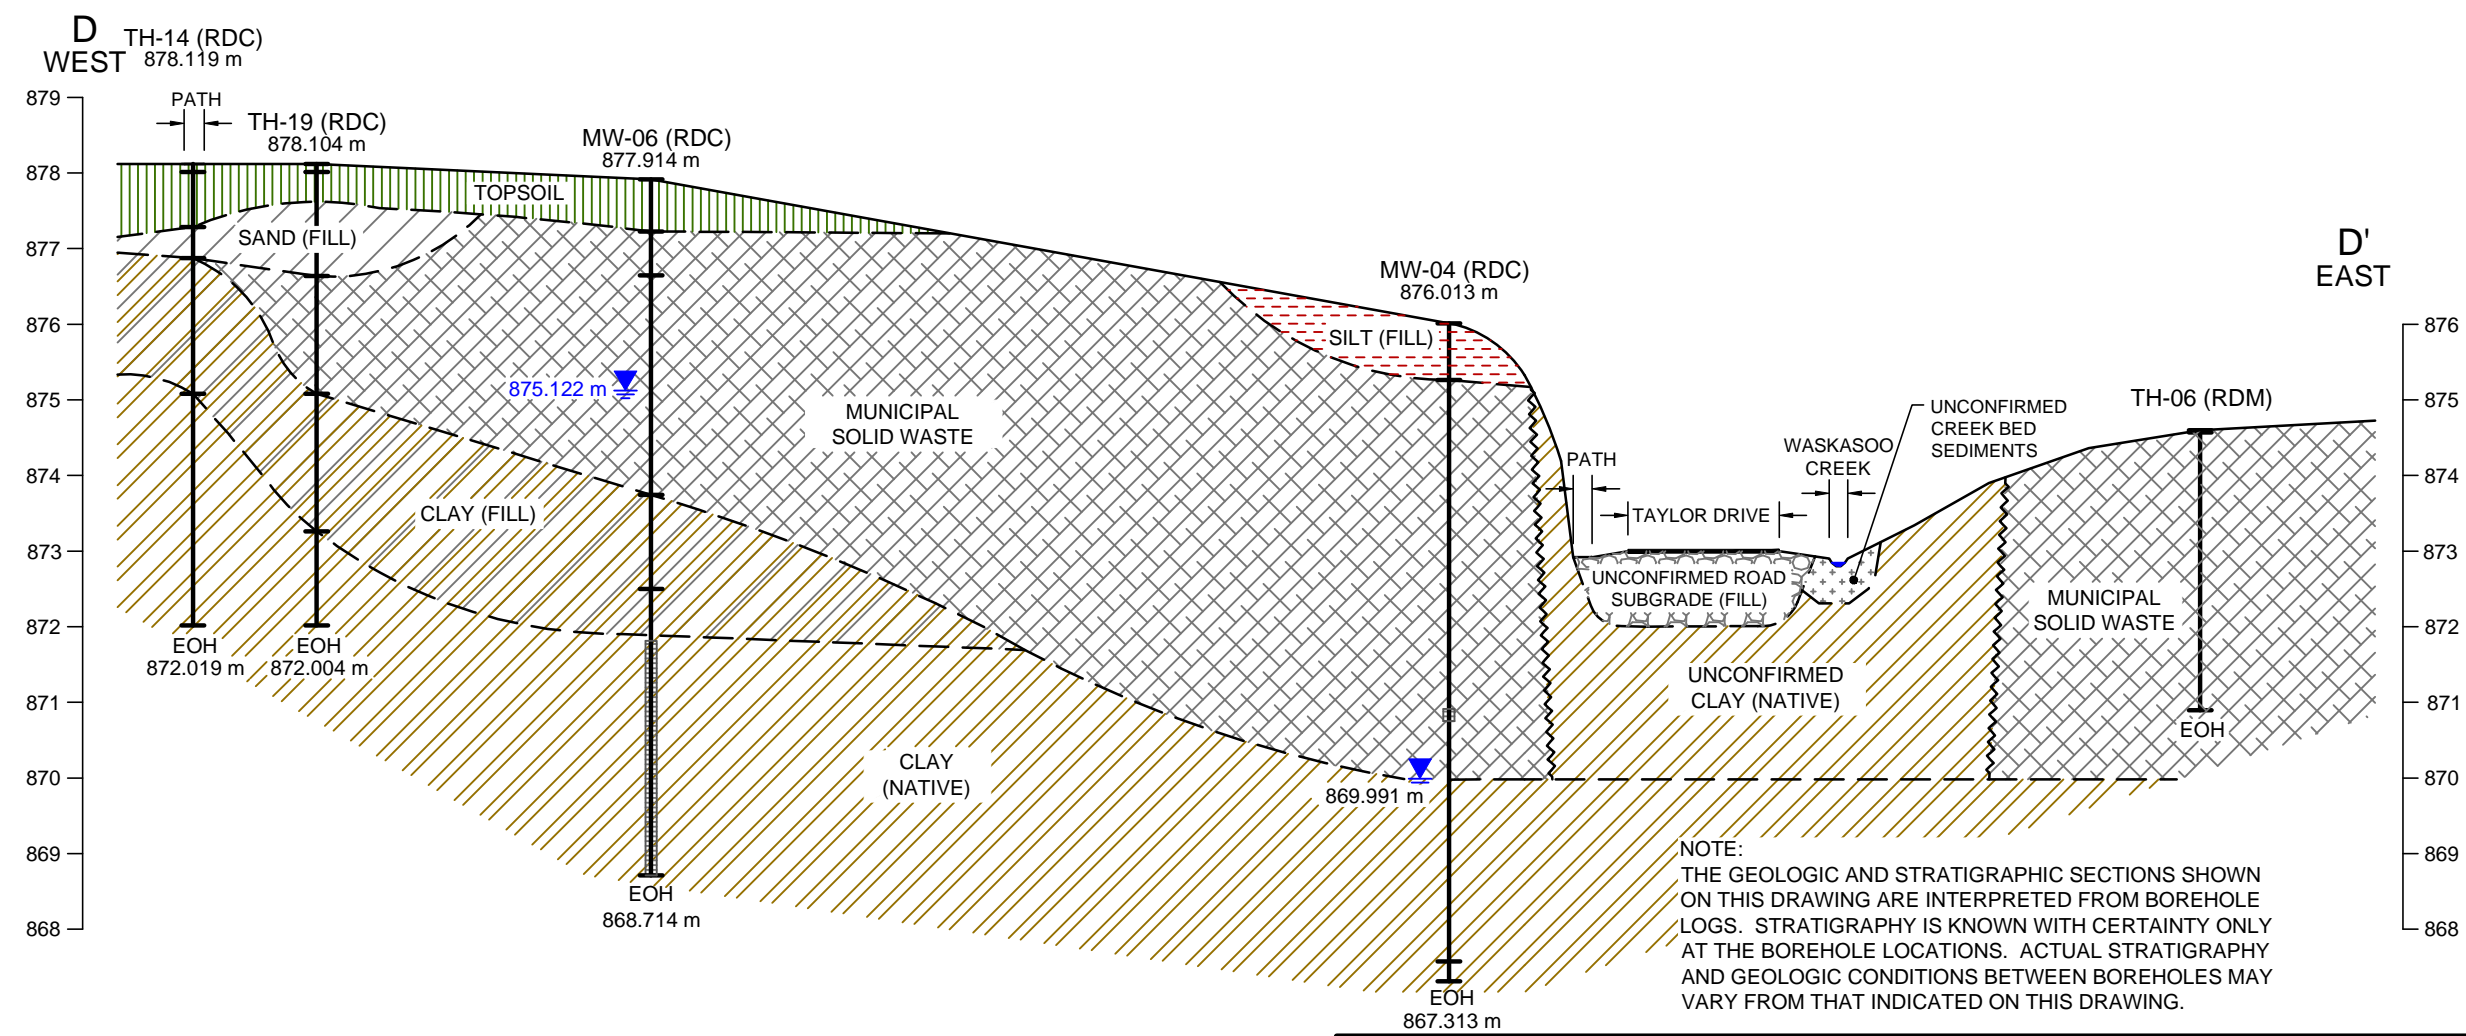 D
WEST
TH-14 (RDC)
878.119 m
PATH
TH-19 (RDC)
878.104 m
MW-06 (RDC)
877.914 m
MW-04 (RDC)
876.013 m
D'
EAST
TH-06 (RDM)
879
878
877
876
875
874
873
872
871
870
869
868
876
875
874
873
872
871
870
869
868
TOPSOIL
SAND (FILL)
SILT (FILL)
875.122 m
MUNICIPAL
SOLID WASTE
CLAY (FILL)
PATH
TAYLOR DRIVE
WASKASOO
CREEK
UNCONFIRMED
CREEK BED
SEDIMENTS
UNCONFIRMED ROAD
SUBGRADE (FILL)
MUNICIPAL
SOLID WASTE
UNCONFIRMED
CLAY (NATIVE)
CLAY
(NATIVE)
869.991 m
EOH
872.019 m
EOH
872.004 m
EOH
868.714 m
EOH
867.313 m
EOH
NOTE:
THE GEOLOGIC AND STRATIGRAPHIC SECTIONS SHOWN
ON THIS DRAWING ARE INTERPRETED FROM BOREHOLE
LOGS. STRATIGRAPHY IS KNOWN WITH CERTAINTY ONLY
AT THE BOREHOLE LOCATIONS. ACTUAL STRATIGRAPHY
AND GEOLOGIC CONDITIONS BETWEEN BOREHOLES MAY
VARY FROM THAT INDICATED ON THIS DRAWING.